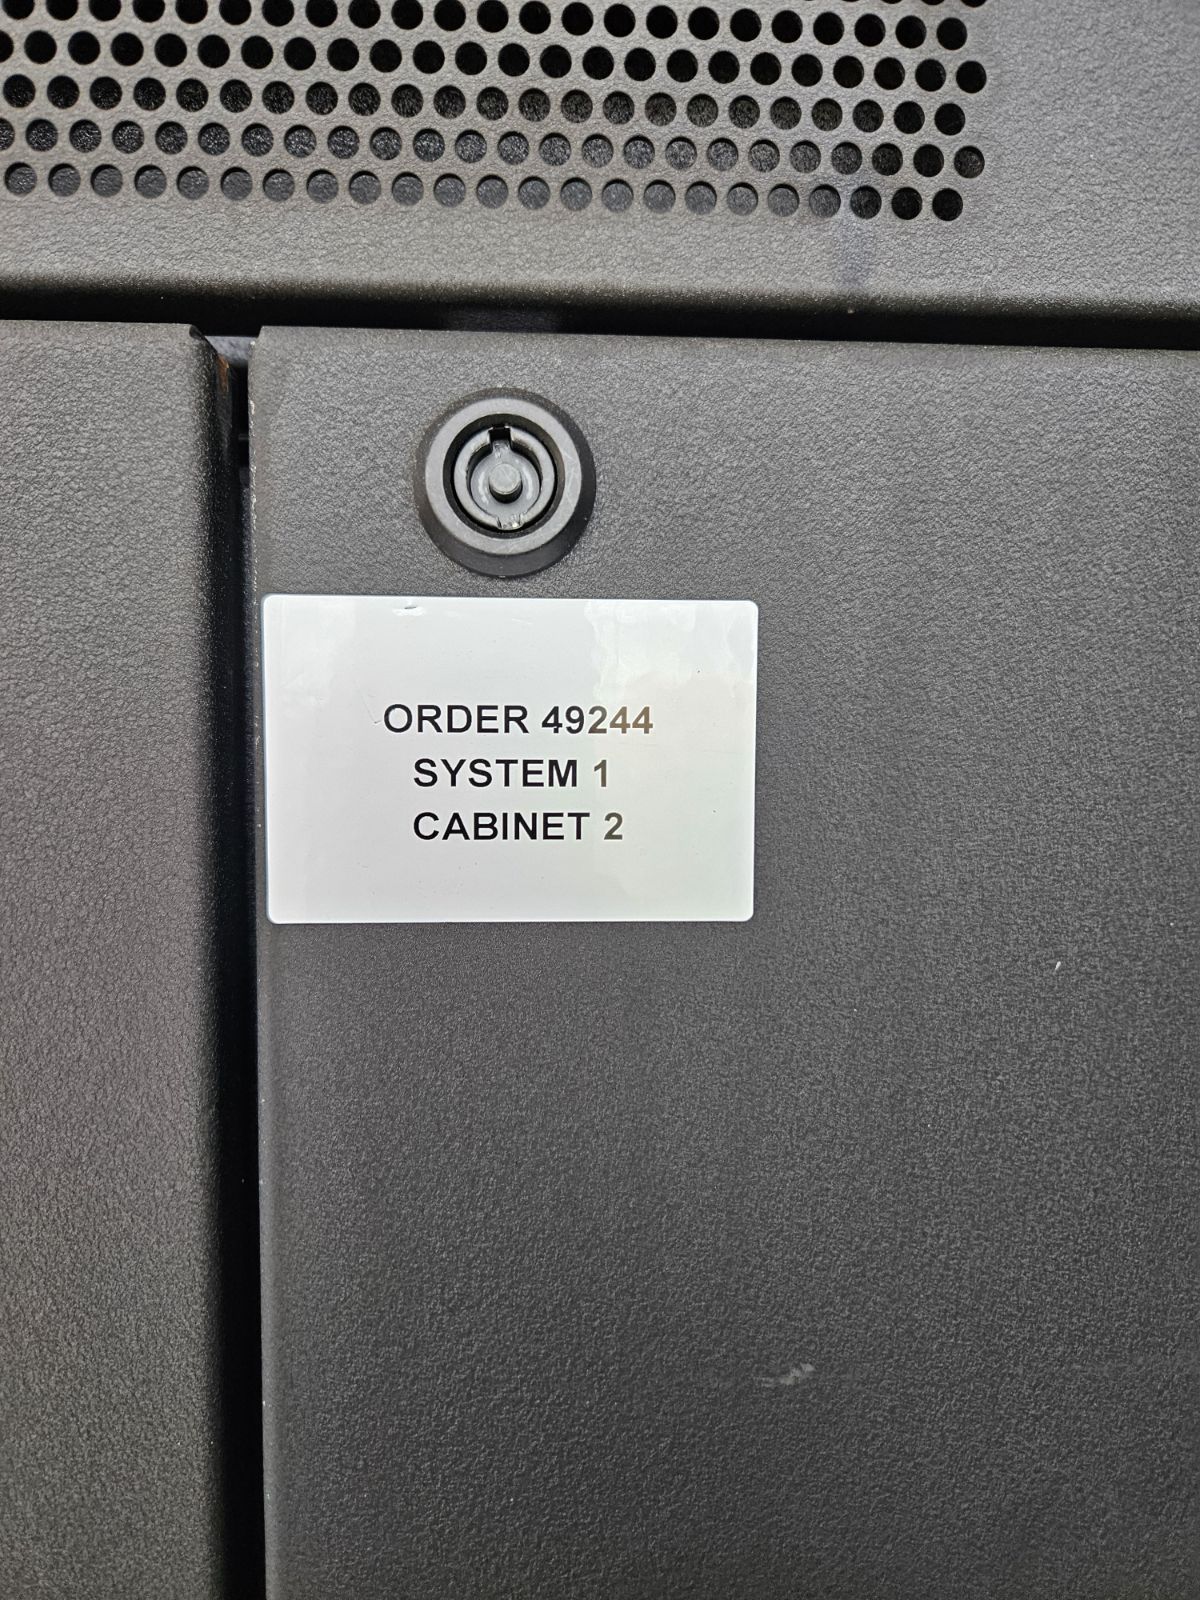 ORDER 49244
SYSTEM 1
CABINET 2